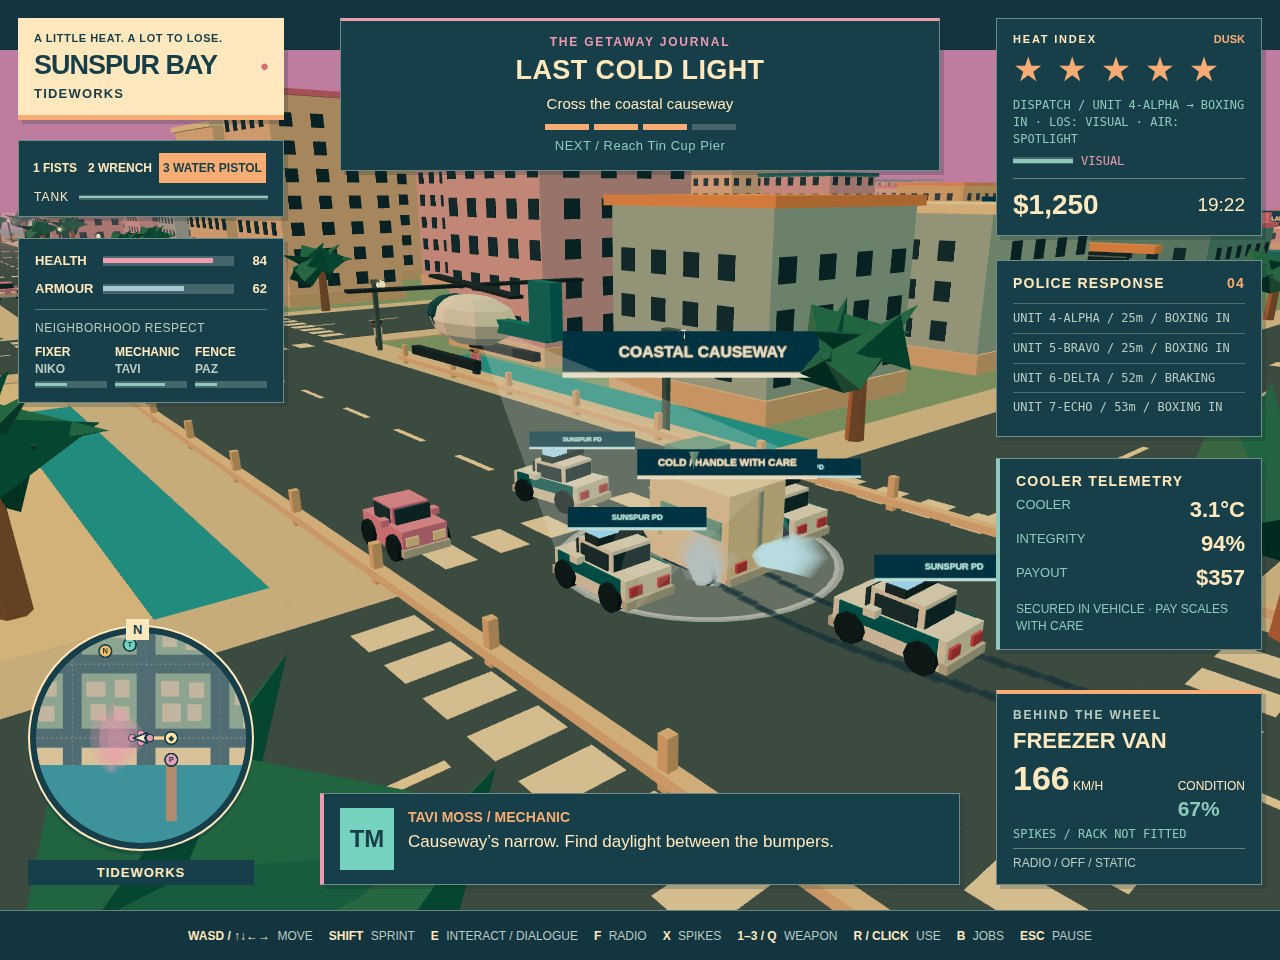 A LITTLE HEAT. A LOT TO LOSE.
SUNSPUR BAY
TIDEWORKS
1 FISTS 2 WRENCH 3 WATER PISTOL
TANK
HEALTH 84
ARMOUR 62
NEIGHBORHOOD RESPECT
FIXER MECHANIC FENCE
NIKO TAVI PAZ
THE GETAWAY JOURNAL
LAST COLD LIGHT
Cross the coastal causeway
NEXT / Reach Tin Cup Pier
HEAT INDEX DUSK
★ ★ ★ ★ ★
DISPATCH / UNIT 4-ALPHA → BOXING
IN · LOS: VISUAL · AIR:
SPOTLIGHT
VISUAL
$1,250 19:22
POLICE RESPONSE 04
UNIT 4-ALPHA / 25m / BOXING IN
UNIT 5-BRAVO / 25m / BOXING IN
UNIT 6-DELTA / 52m / BRAKING
UNIT 7-ECHO / 53m / BOXING IN
COASTAL CAUSEWAY
SUNSPUR PD
COLD / HANDLE WITH CARE
PD
SUNSPUR PD
SUNSPUR PD
COOLER TELEMETRY
COOLER 3.1°C
INTEGRITY 94%
PAYOUT $357
SECURED IN VEHICLE · PAY SCALES
WITH CARE
N
N T
P
TIDEWORKS
TM
TAVI MOSS / MECHANIC
Causeway's narrow. Find daylight between the bumpers.
BEHIND THE WHEEL
FREEZER VAN
166 KM/H CONDITION
67%
SPIKES / RACK NOT FITTED
RADIO / OFF / STATIC
WASD / ↑↓←→ MOVE SHIFT SPRINT E INTERACT / DIALOGUE F RADIO X SPIKES 1–3 / Q WEAPON R / CLICK USE B JOBS ESC PAUSE